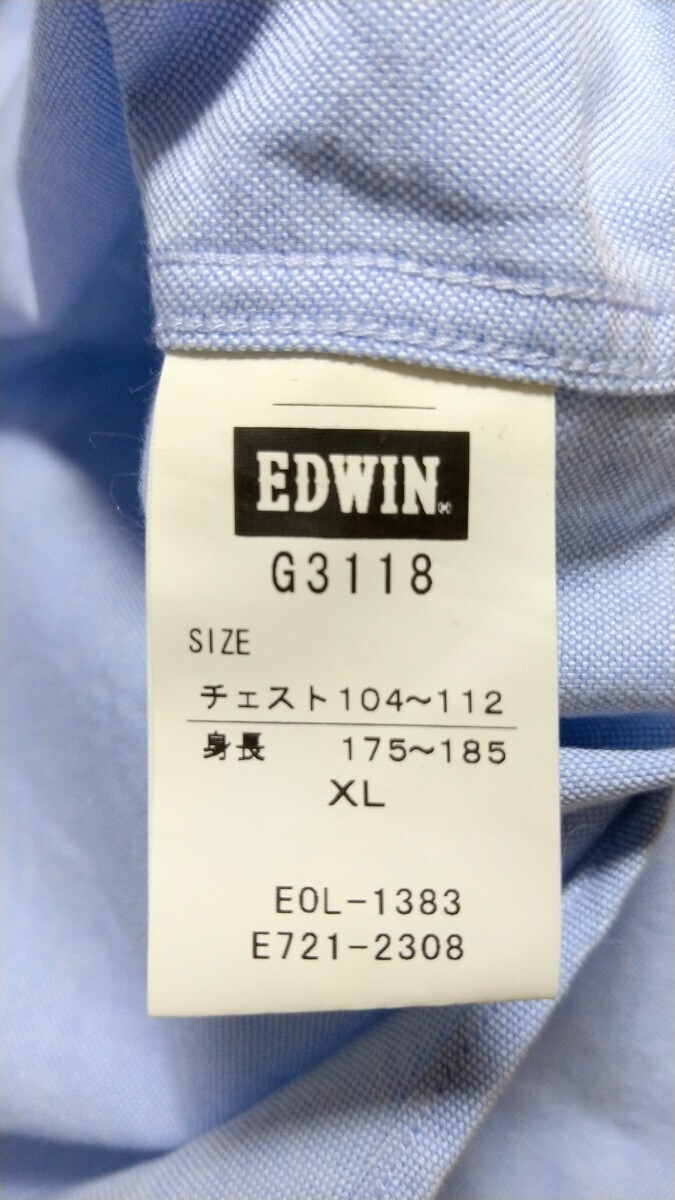 EDWIN®
G3118
SIZE
チェスト104~112
身長 175~185
XL
EOL-1383
E721-2308